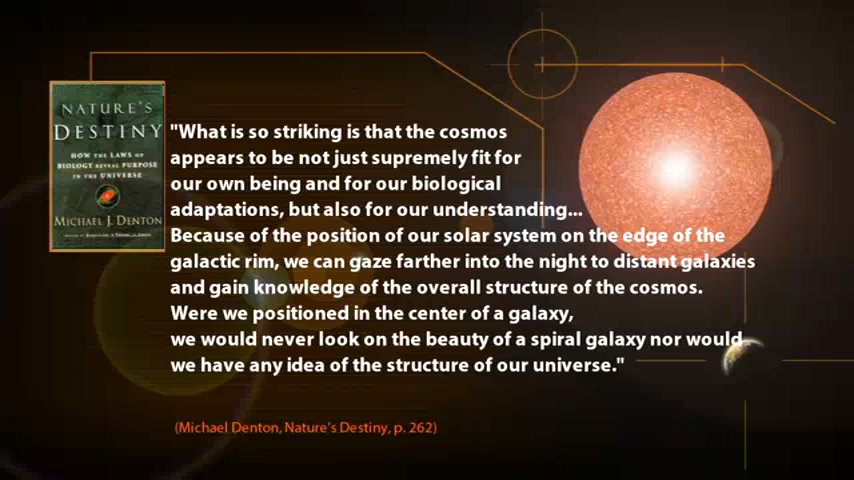 NATURE'S
DESTINY
HOW THE LAWS OF
BIOLOGY REVEAL PURPOSE
IN THE UNIVERSE
MICHAEL J. DENTON
"What is so striking is that the cosmos
appears to be not just supremely fit for
our own being and for our biological
adaptations, but also for our understanding...
Because of the position of our solar system on the edge of the
galactic rim, we can gaze farther into the night to distant galaxies
and gain knowledge of the overall structure of the cosmos.
Were we positioned in the center of a galaxy,
we would never look on the beauty of a spiral galaxy nor would
we have any idea of the structure of our universe."
(Michael Denton, Nature's Destiny, p. 262)